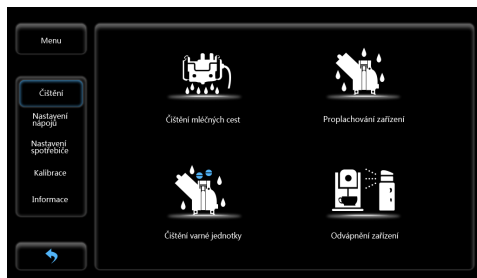 Menu
Čištění
Nastavení
nápojů
Nastavení
spotřebiče
Kalibrace
Informace
Čištění mléčných cest
Proplachování zařízení
Čištění varné jednotky
Odvápnění zařízení